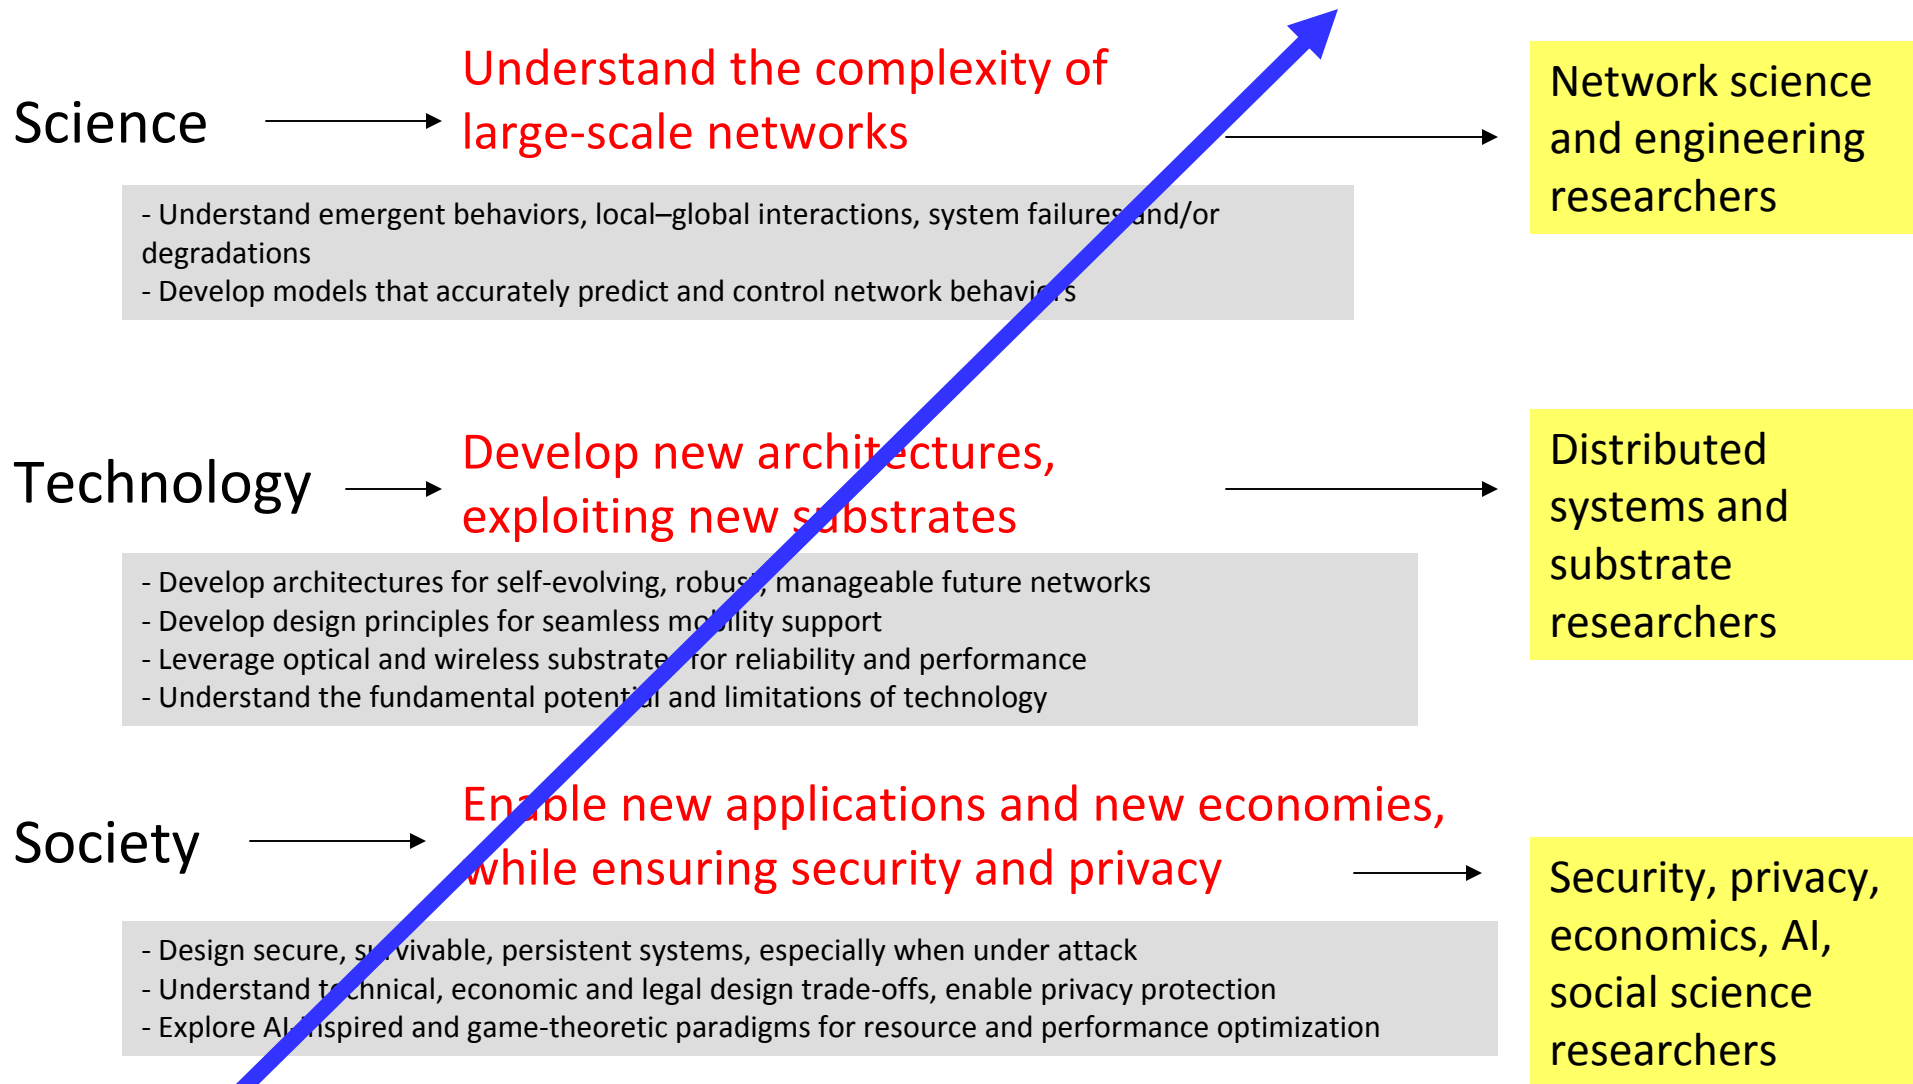 Science
Understand the complexity of
large-scale networks
Network science
and engineering
researchers
- Understand emergent behaviors, local–global interactions, system failures and/or
degradations
- Develop models that accurately predict and control network behaviors
Technology
Develop new architectures,
exploiting new substrates
Distributed
systems and
substrate
researchers
- Develop architectures for self-evolving, robust, manageable future networks
- Develop design principles for seamless mobility support
- Leverage optical and wireless substrates for reliability and performance
- Understand the fundamental potential and limitations of technology
Society
Enable new applications and new economies,
while ensuring security and privacy
Security, privacy,
economics, AI,
social science
researchers
- Design secure, survivable, persistent systems, especially when under attack
- Understand technical, economic and legal design trade-offs, enable privacy protection
- Explore AI-inspired and game-theoretic paradigms for resource and performance optimization